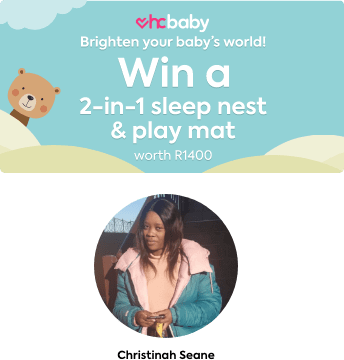 hcbaby
Brighten your baby's world!
Win a
2-in-1 sleep nest
& play mat
worth R1400
Christinah Seane